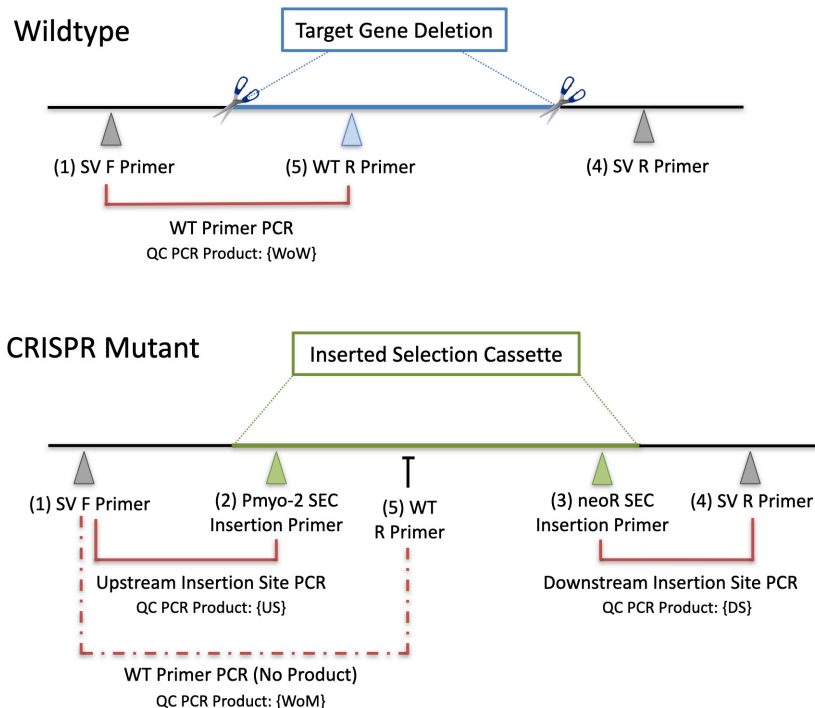 Wildtype
Target Gene Deletion
(1) SV F Primer
(5) WT R Primer
(4) SV R Primer
WT Primer PCR
QC PCR Product: {WoW}
CRISPR Mutant
Inserted Selection Cassette
(1) SV F Primer
(2) Pmyo-2 SEC
Insertion Primer
(5) WT
R Primer
(3) neoR SEC
Insertion Primer
(4) SV R Primer
Upstream Insertion Site PCR
QC PCR Product: {US}
Downstream Insertion Site PCR
QC PCR Product: {DS}
WT Primer PCR (No Product)
QC PCR Product: {WoM}